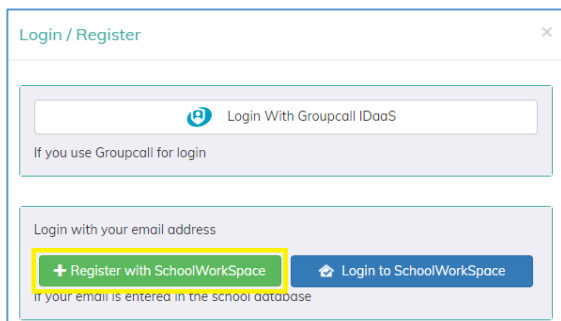 Login / Register ×
Login With Groupcall IDaaS
If you use Groupcall for login
Login with your email address
+ Register with SchoolWorkSpace Login to SchoolWorkSpace
If your email is entered in the school database